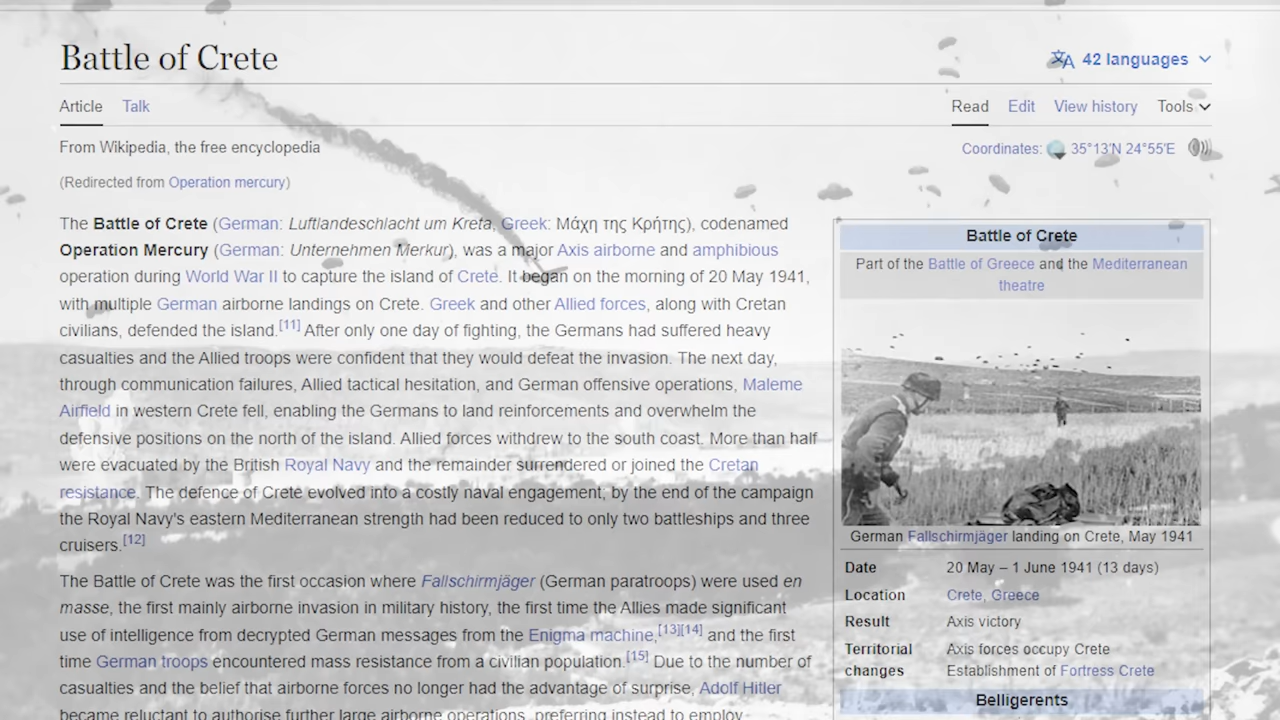 Battle of Crete
42 languages
Article Talk
Read Edit View history Tools
From Wikipedia, the free encyclopedia
Coordinates: 35°13′N 24°55′E
(Redirected from Operation mercury)
The Battle of Crete (German: Luftlandeschlacht um Kreta, Greek: Μάχη της Κρήτης), codenamed
Operation Mercury (German: Unternehmen Merkur), was a major Axis airborne and amphibious
operation during World War II to capture the island of Crete. It began on the morning of 20 May 1941,
with multiple German airborne landings on Crete. Greek and other Allied forces, along with Cretan
civilians, defended the island.[11] After only one day of fighting, the Germans had suffered heavy
casualties and the Allied troops were confident that they would defeat the invasion. The next day,
through communication failures, Allied tactical hesitation, and German offensive operations, Maleme
Airfield in western Crete fell, enabling the Germans to land reinforcements and overwhelm the
defensive positions on the north of the island. Allied forces withdrew to the south coast. More than half
were evacuated by the British Royal Navy and the remainder surrendered or joined the Cretan
resistance. The defence of Crete evolved into a costly naval engagement; by the end of the campaign
the Royal Navy's eastern Mediterranean strength had been reduced to only two battleships and three
cruisers.[12]
The Battle of Crete was the first occasion where Fallschirmjäger (German paratroops) were used en
masse, the first mainly airborne invasion in military history, the first time the Allies made significant
use of intelligence from decrypted German messages from the Enigma machine,[13][14] and the first
time German troops encountered mass resistance from a civilian population.[15] Due to the number of
casualties and the belief that airborne forces no longer had the advantage of surprise, Adolf Hitler
became reluctant to authorise further large airborne operations, preferring instead to employ
Battle of Crete
Part of the Battle of Greece and the Mediterranean
theatre
German Fallschirmjäger landing on Crete, May 1941
Date 20 May – 1 June 1941 (13 days)
Location Crete, Greece
Result Axis victory
Territorial Axis forces occupy Crete
changes Establishment of Fortress Crete
Belligerents